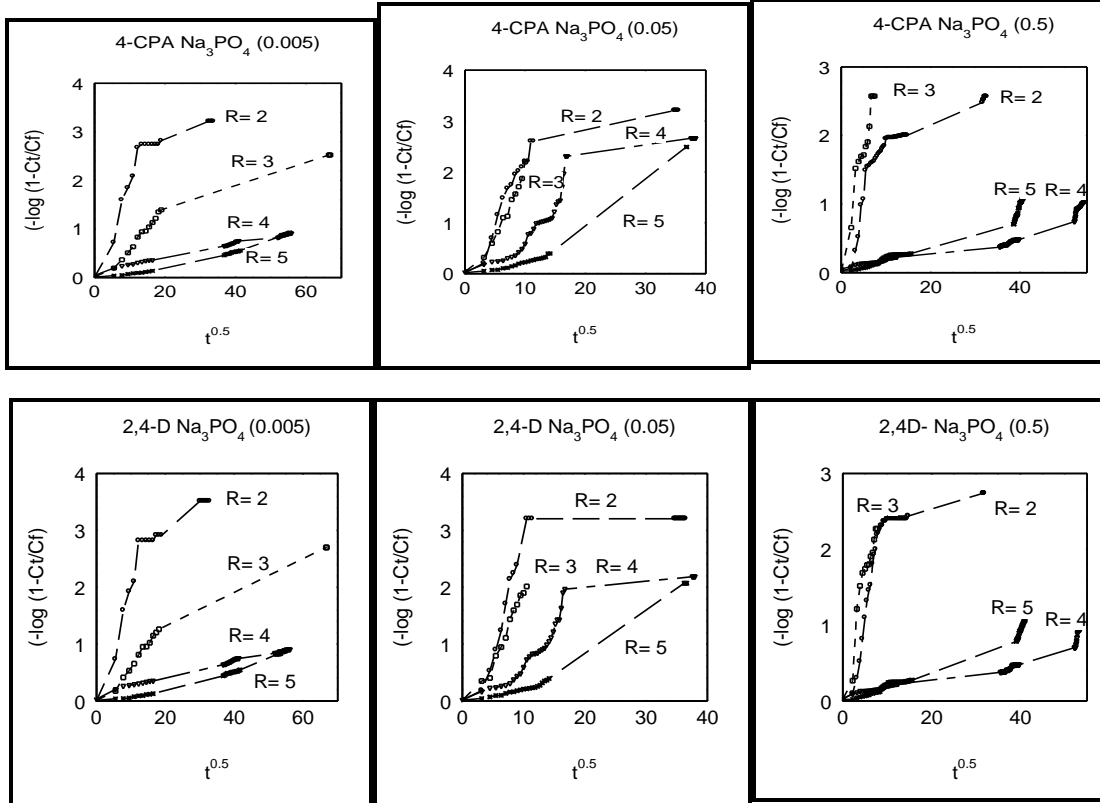 4-CPA Na3PO4 (0.005)
(-log (1-Ct/Cf)
4
3
2
1
0
R= 2
R= 3
R= 4
R= 5
0 20 40 60
t0.5
4-CPA Na3PO4 (0.05)
(-log (1-Ct/Cf)
4
3
2
1
0
R= 2
R= 4
R=3
R= 5
0 10 20 30 40
t0.5
4-CPA Na3PO4 (0.5)
(-log (1-Ct/Cf)
3
2
1
0
R= 3
R= 2
R= 5
R= 4
0 20 40
t0.5
2,4-D Na3PO4 (0.005)
(-log (1-Ct/Cf)
4
3
2
1
0
R= 2
R= 3
R= 4
R= 5
0 20 40 60
t0.5
2,4-D Na3PO4 (0.05)
(-log (1-Ct/Cf)
4
3
2
1
0
R= 2
R= 3
R= 4
R= 5
0 10 20 30 40
t0.5
2,4D- Na3PO4 (0.5)
(-log (1-Ct/Cf)
3
2
1
0
R= 3
R= 2
R= 5
R= 4
0 20 40
t0.5